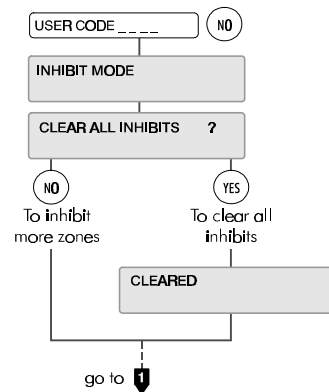 USER CODE _ _ _ _ NO
INHIBIT MODE
CLEAR ALL INHIBITS ?
NO YES
To inhibit To clear all
more zones inhibits
CLEARED
go to 1